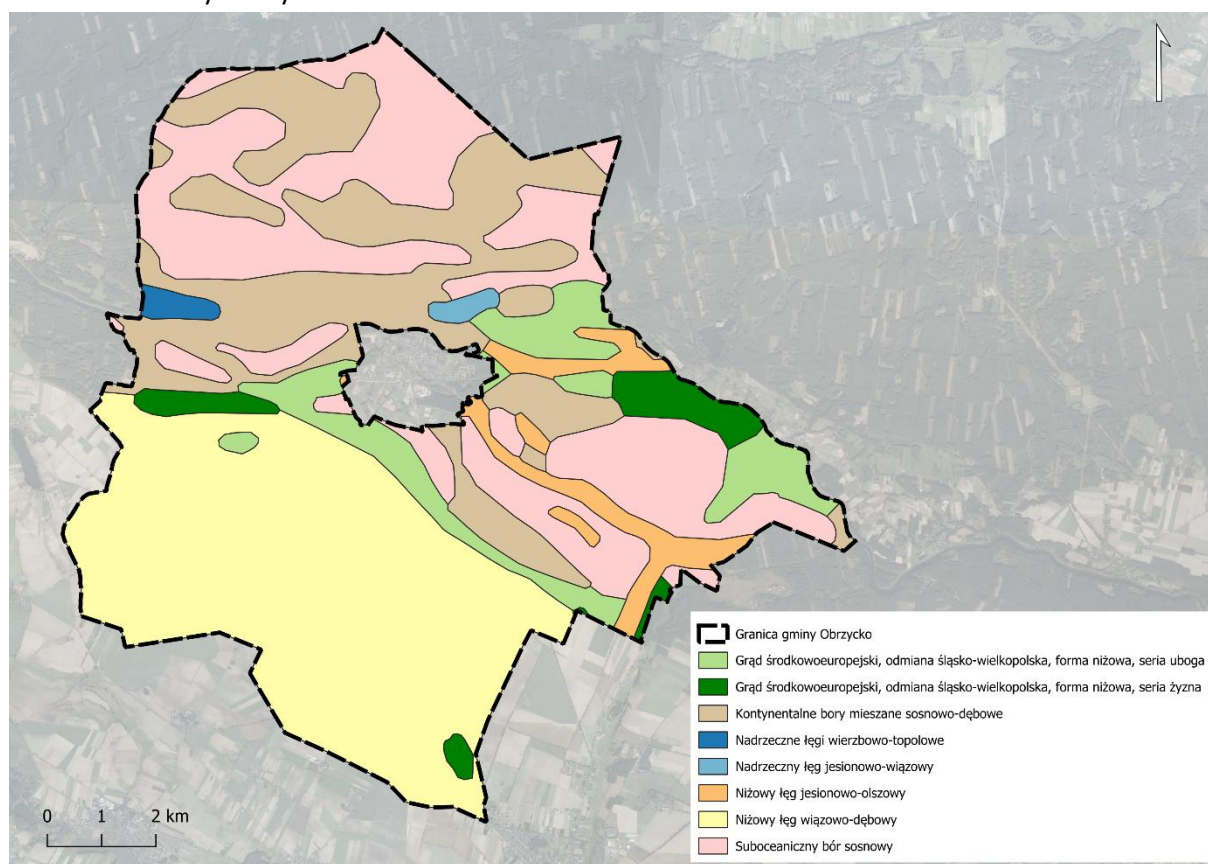 0 1 2 km
Granica gminy Obrzycko
Grąd środkowoeuropejski, odmiana śląsko-wielkopolska, forma niżowa, seria uboga
Grąd środkowoeuropejski, odmiana śląsko-wielkopolska, forma niżowa, seria żyzna
Kontynentalne bory mieszane sosnowo-dębowe
Nadrzeczne łęgi wierzbowo-topolowe
Nadrzeczny łęg jesionowo-wiązowy
Niżowy łęg jesionowo-olszowy
Niżowy łęg wiązowo-dębowy
Suboceaniczny bór sosnowy